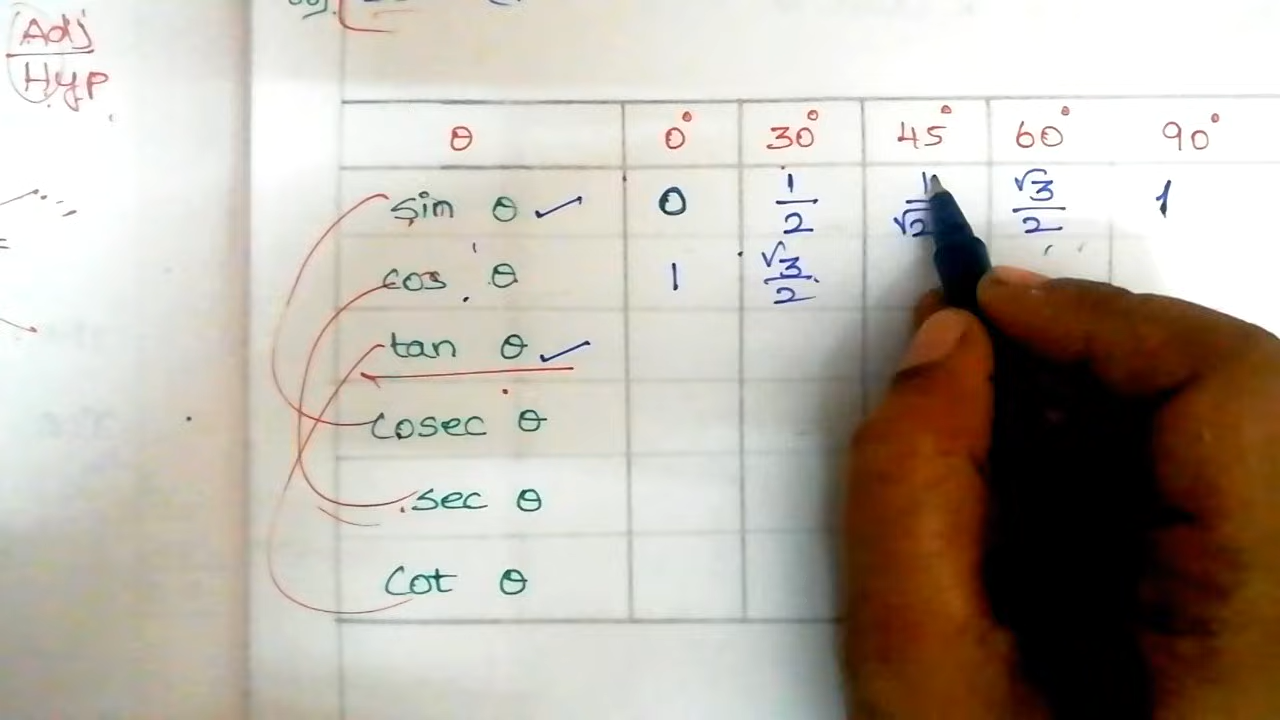 Adj
Hyp
θ 0° 30° 45° 60° 90°
sin θ ✓ 0 1/2 1/√2 √3/2 1
cos θ 1 √3/2
tan θ ✓
cosec θ
sec θ
cot θ